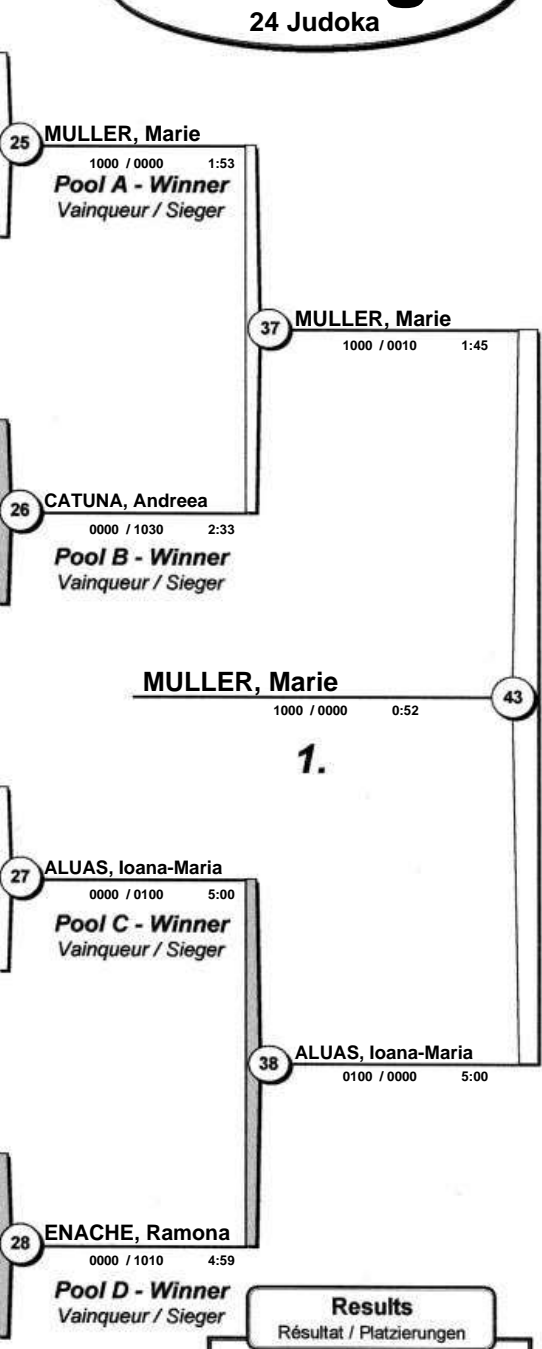 24 Judoka
25
MULLER, Marie
1000 / 0000 1:53
Pool A - Winner
Vainqueur / Sieger
37
MULLER, Marie
1000 / 0010 1:45
26
CATUNA, Andreea
0000 / 1030 2:33
Pool B - Winner
Vainqueur / Sieger
MULLER, Marie
43
1000 / 0000 0:52
1.
27
ALUAS, Ioana-Maria
0000 / 0100 5:00
Pool C - Winner
Vainqueur / Sieger
38
ALUAS, Ioana-Maria
0100 / 0000 5:00
28
ENACHE, Ramona
0000 / 1010 4:59
Pool D - Winner
Vainqueur / Sieger
Results
Résultat / Platzierungen